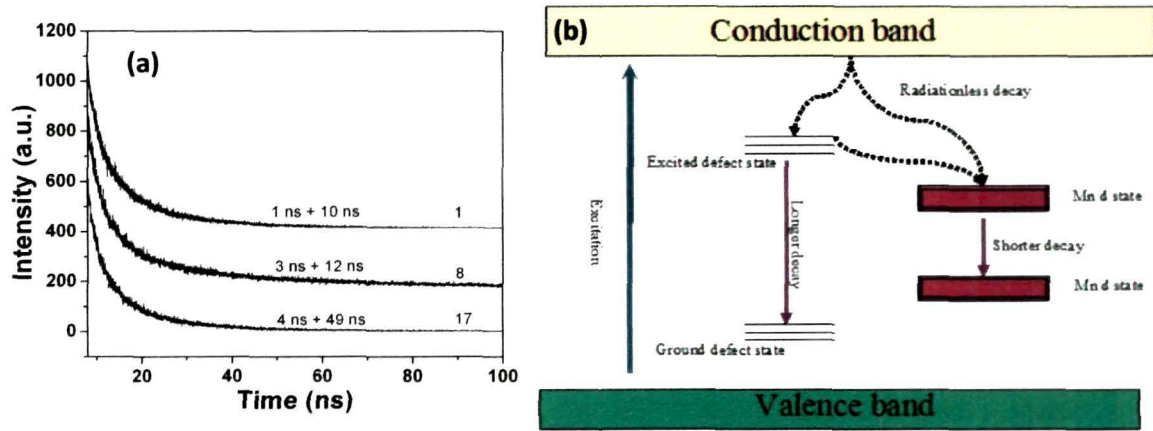 (a)
1200
1000
800
600
400
200
0
Intensity (a.u.)
1 ns + 10 ns 1
3 ns + 12 ns 8
4 ns + 49 ns 17
20 40 60 80 100
Time (ns)
(b)
Conduction band
Radiationless decay
Excited defect state
Mn d state
Excitation
Longer decay
Shorter decay
Mn d state
Ground defect state
Valence band